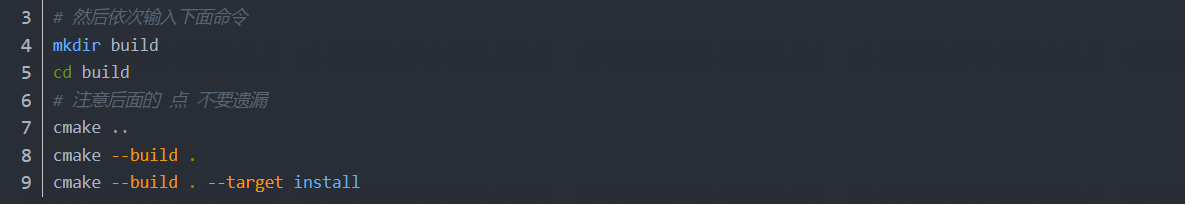 3 # 然后依次输入下面命令
4 mkdir build
5 cd build
6 # 注意后面的 点 不要遗漏
7 cmake ..
8 cmake --build .
9 cmake --build . --target install